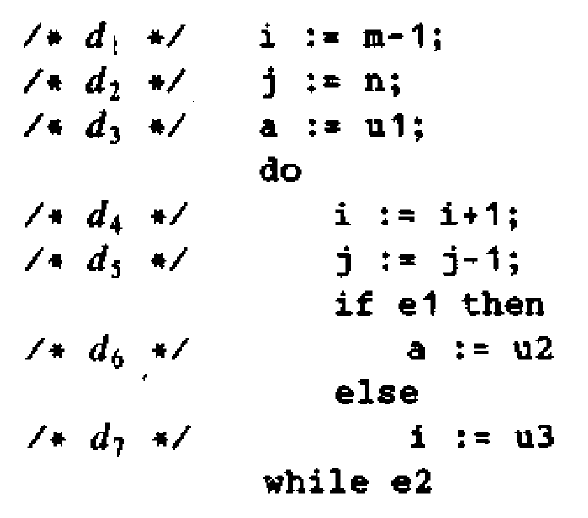 /* d₁ */ i := m-1;
/* d₂ */ j := n;
/* d₃ */ a := u1;
do
/* d₄ */ i := i+1;
/* d₅ */ j := j-1;
if e1 then
/* d₆ */ a := u2
else
/* d₇ */ i := u3
while e2